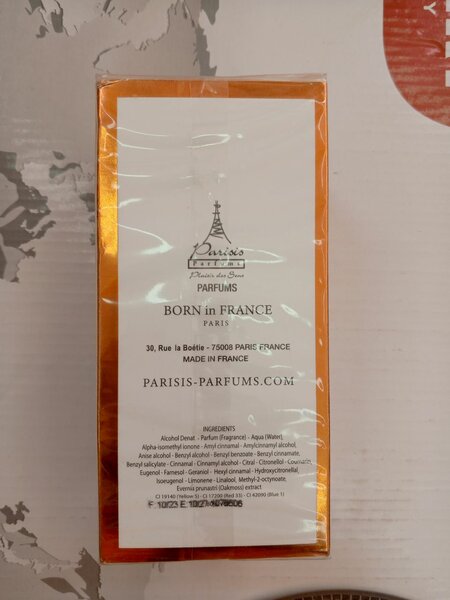 Y
Parisis
Parfums
Plaisir des Sens
PARFUMS
BORN in FRANCE
PARIS
30, Rue la Boétie - 75008 PARIS FRANCE
MADE IN FRANCE
PARISIS-PARFUMS.COM
INGREDIENTS
Alcohol Denat. - Parfum (Fragrance) - Aqua (Water),
Alpha-isomethyl ionone - Amyl cinnamal - Amylcinnamyl alcohol,
Anise alcohol - Benzyl alcohol - Benzyl benzoate - Benzyl cinnamate,
Benzyl salicylate - Cinnamal - Cinnamyl alcohol - Citral - Citronellol - Coumarin,
Eugenol - Farnesol - Geraniol - Hexyl cinnamal - Hydroxycitronellal,
Isoeugenol - Limonene - Linalool, Methyl-2-octynoate,
Evernia prunastri (Oakmoss) extract
CI 19140 (Yellow 5) - CI 17200 (Red 33) - CI 42090 (Blue 1)
F 10/23 E 10/27